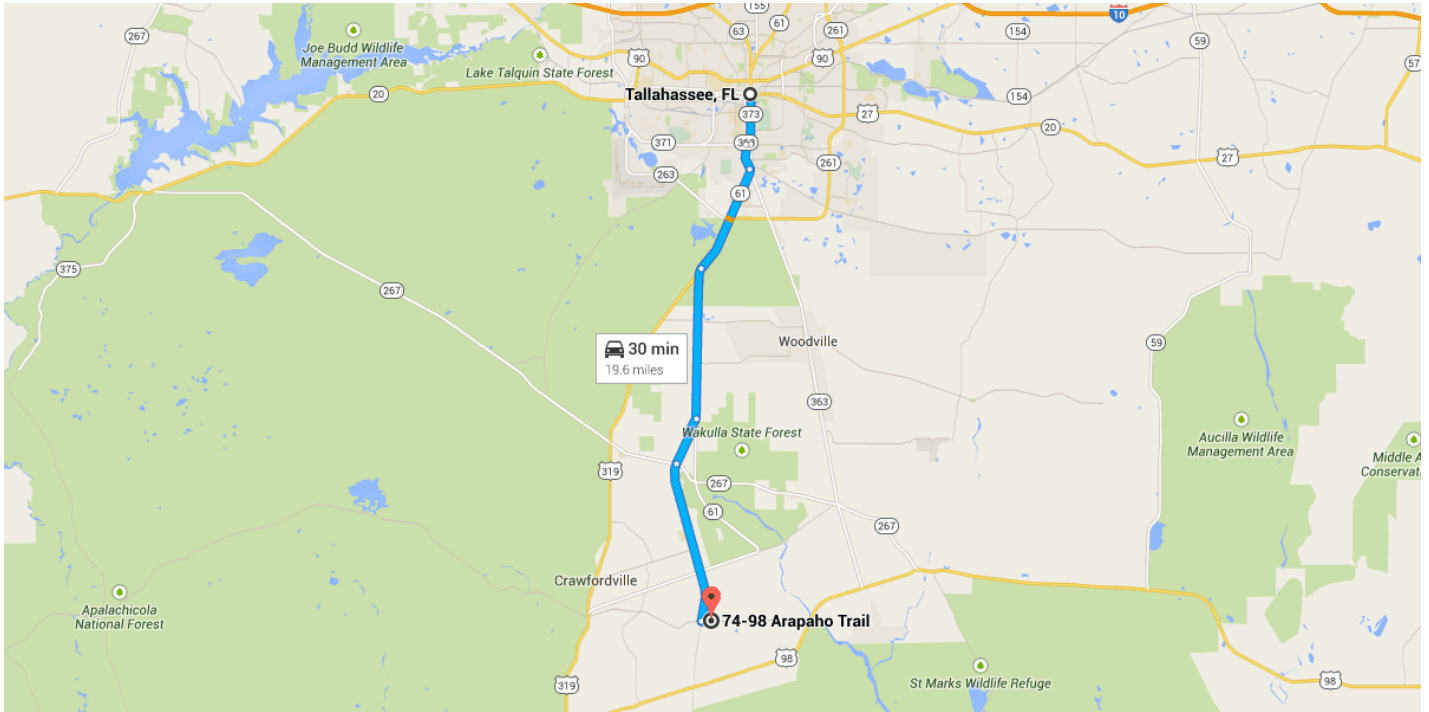 155
10
267
63
61
261
154
59
57
Joe Budd Wildlife
Management Area
90
90
Lake Talquin State Forest
20
Tallahassee, FL
154
373
27
20
371
363
27
263
261
61
375
267
30 min
19.6 miles
Woodville
59
363
Wakulla State Forest
Aucilla Wildlife
Management Area
Middle A
Conservat
319
267
61
267
Crawfordville
Apalachicola
National Forest
74-98 Arapaho Trail
98
St Marks Wildlife Refuge
319
98